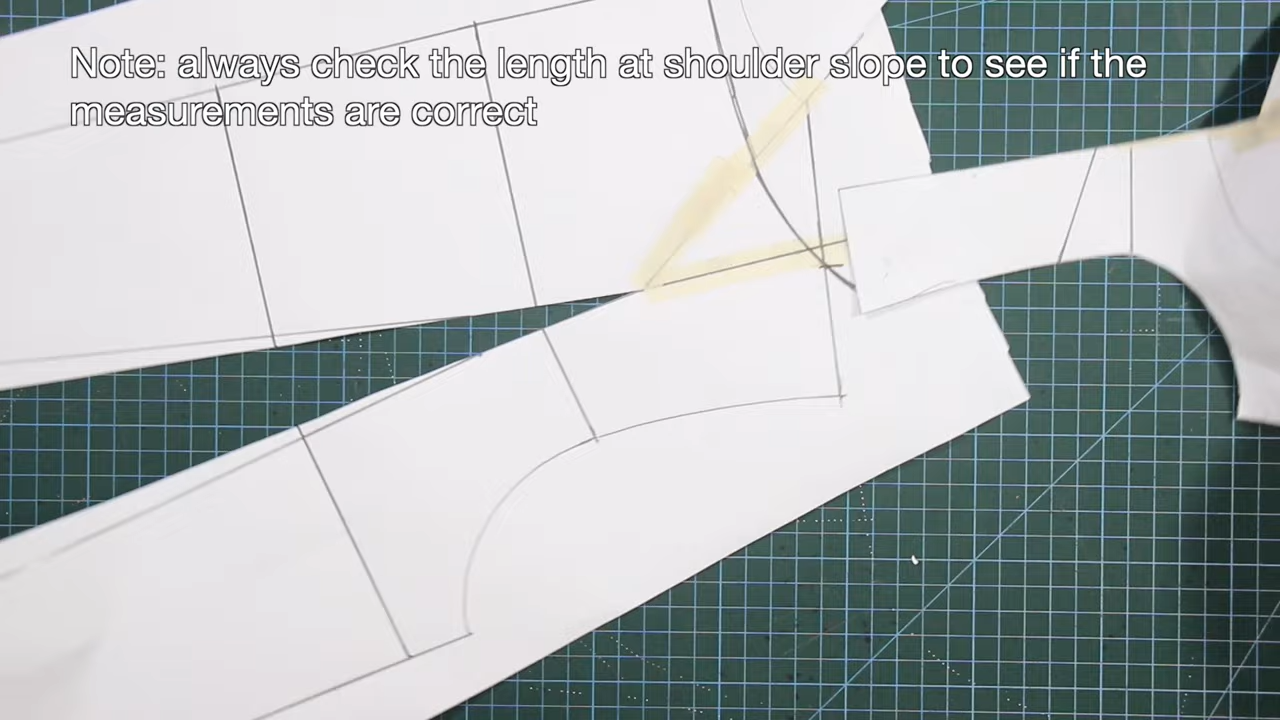 Note: always check the length at shoulder slope to see if the
measurements are correct